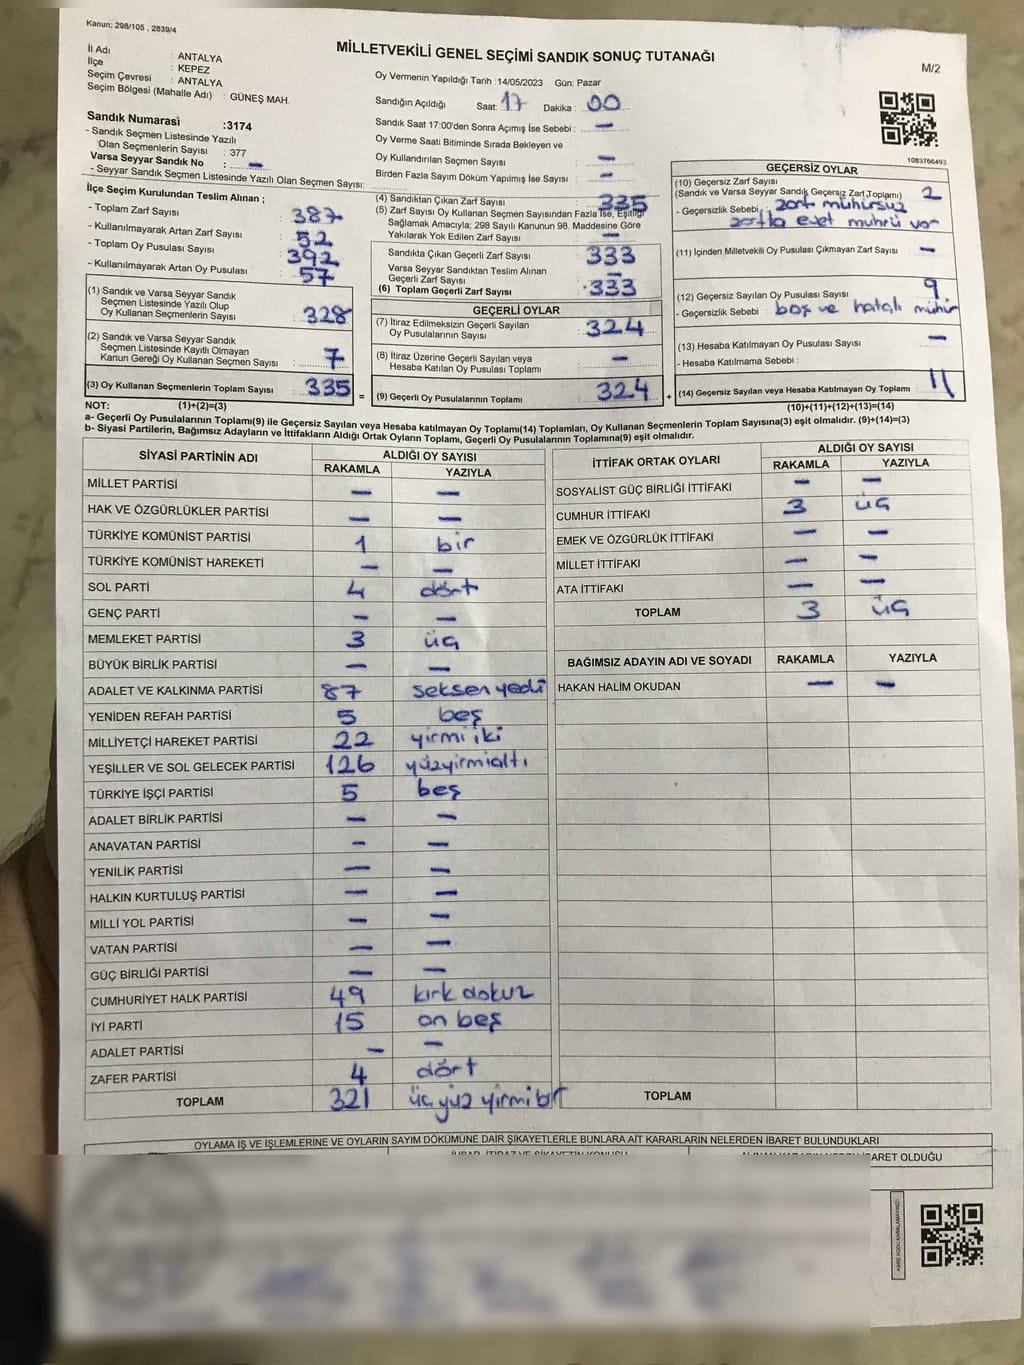 Kanun; 298/105 , 2839/4
MİLLETVEKİLİ GENEL SEÇİMİ SANDIK SONUÇ TUTANAĞI
M/2
İl Adı : ANTALYA
İlçe : KEPEZ
Seçim Çevresi : ANTALYA
Seçim Bölgesi (Mahalle Adı) : GÜNEŞ MAH.
Sandık Numarası :3174
- Sandık Seçmen Listesinde Yazılı
Olan Seçmenlerin Sayısı : 377
Varsa Seyyar Sandık No : —
- Seyyar Sandık Seçmen Listesinde Yazılı Olan Seçmen Sayısı:
İlçe Seçim Kurulundan Teslim Alınan ;
- Toplam Zarf Sayısı : 387
- Kullanılmayarak Artan Zarf Sayısı : 52
- Toplam Oy Pusulası Sayısı : 392
- Kullanılmayarak Artan Oy Pusulası : 57
(1) Sandık ve Varsa Seyyar Sandık
Seçmen Listesinde Yazılı Olup
Oy Kullanan Seçmenlerin Sayısı : 328
(2) Sandık ve Varsa Seyyar Sandık
Seçmen Listesinde Kayıtlı Olmayan
Kanun Gereği Oy Kullanan Seçmen Sayısı : 7
(3) Oy Kullanan Seçmenlerin Toplam Sayısı : 335
Oy Vermenin Yapıldığı Tarih :14/05/2023 Gün: Pazar
Sandığın Açıldığı Saat: 17 Dakika : 00
Sandık Saat 17:00'den Sonra Açımış İse Sebebi : —
Oy Verme Saati Bitiminde Sırada Bekleyen ve
Oy Kullandırılan Seçmen Sayısı : —
Birden Fazla Sayım Döküm Yapılmış İse Sayısı : —
(4) Sandıktan Çıkan Zarf Sayısı : 335
(5) Zarf Sayısı Oy Kullanan Seçmen Sayısından Fazla İse, Eşitliği
Sağlamak Amacıyla; 298 Sayılı Kanunun 98. Maddesine Göre
Yakılarak Yok Edilen Zarf Sayısı : —
Sandıkta Çıkan Geçerli Zarf Sayısı : 333
Varsa Seyyar Sandıktan Teslim Alınan
Geçerli Zarf Sayısı : —
(6) Toplam Geçerli Zarf Sayısı : 333
GEÇERLİ OYLAR
(7) İtiraz Edilmeksizin Geçerli Sayılan
Oy Pusulalarının Sayısı : 324
(8) İtiraz Üzerine Geçerli Sayılan veya
Hesaba Katılan Oy Pusulası Toplamı : —
= (9) Geçerli Oy Pusulalarının Toplamı : 324
1083766493
GEÇERSİZ OYLAR
(10) Geçersiz Zarf Sayısı
(Sandık ve Varsa Seyyar Sandık Geçersiz Zarf Toplamı) : 2
- Geçersizlik Sebebi : zarf mühürsüz
zarfta evet mührü var
(11) İçinden Milletvekili Oy Pusulası Çıkmayan Zarf Sayısı : —
(12) Geçersiz Sayılan Oy Pusulası Sayısı : 9
- Geçersizlik Sebebi : boş ve hatalı mühür
(13) Hesaba Katılmayan Oy Pusulası Sayısı : —
- Hesaba Katılmama Sebebi :
+ (14) Geçersiz Sayılan veya Hesaba Katılmayan Oy Toplamı : 11
NOT: (1)+(2)=(3)
(10)+(11)+(12)+(13)=(14)
a- Geçerli Oy Pusulalarının Toplamı(9) ile Geçersiz Sayılan veya Hesaba katılmayan Oy Toplamı(14) Toplamları, Oy Kullanan Seçmenlerin Toplam Sayısına(3) eşit olmalıdır. (9)+(14)=(3)
b- Siyasi Partilerin, Bağımsız Adayların ve İttifakların Aldığı Ortak Oyların Toplamı, Geçerli Oy Pusulalarının Toplamına(9) eşit olmalıdır.
SİYASİ PARTİNİN ADI ALDIĞI OY SAYISI
RAKAMLA YAZIYLA
MİLLET PARTİSİ — —
HAK VE ÖZGÜRLÜKLER PARTİSİ — —
TÜRKİYE KOMÜNİST PARTİSİ 1 bir
TÜRKİYE KOMÜNİST HAREKETİ — —
SOL PARTİ 4 dört
GENÇ PARTİ — —
MEMLEKET PARTİSİ 3 üç
BÜYÜK BİRLİK PARTİSİ — —
ADALET VE KALKINMA PARTİSİ 87 seksen yedi
YENİDEN REFAH PARTİSİ 5 beş
MİLLİYETÇİ HAREKET PARTİSİ 22 yirmi iki
YEŞİLLER VE SOL GELECEK PARTİSİ 126 yüzyirmialtı
TÜRKİYE İŞÇİ PARTİSİ 5 beş
ADALET BİRLİK PARTİSİ — —
ANAVATAN PARTİSİ — —
YENİLİK PARTİSİ — —
HALKIN KURTULUŞ PARTİSİ — —
MİLLİ YOL PARTİSİ — —
VATAN PARTİSİ — —
GÜÇ BİRLİĞİ PARTİSİ — —
CUMHURİYET HALK PARTİSİ 49 kırk dokuz
İYİ PARTİ 15 on beş
ADALET PARTİSİ — —
ZAFER PARTİSİ 4 dört
TOPLAM 321 üçyüz yirmi bir
İTTİFAK ORTAK OYLARI ALDIĞI OY SAYISI
RAKAMLA YAZIYLA
SOSYALİST GÜÇ BİRLİĞİ İTTİFAKI — —
CUMHUR İTTİFAKI 3 üç
EMEK VE ÖZGÜRLÜK İTTİFAKI — —
MİLLET İTTİFAKI — —
ATA İTTİFAKI — —
TOPLAM 3 üç
BAĞIMSIZ ADAYIN ADI VE SOYADI RAKAMLA YAZIYLA
HAKAN HALİM OKUDAN — —
TOPLAM
OYLAMA İŞ VE İŞLEMLERİNE VE OYLARIN SAYIM DÖKÜMÜNE DAİR ŞİKAYETLERLE BUNLARA AİT KARARLARIN NELERDEN İBARET BULUNDUKLARI
OLDUĞU